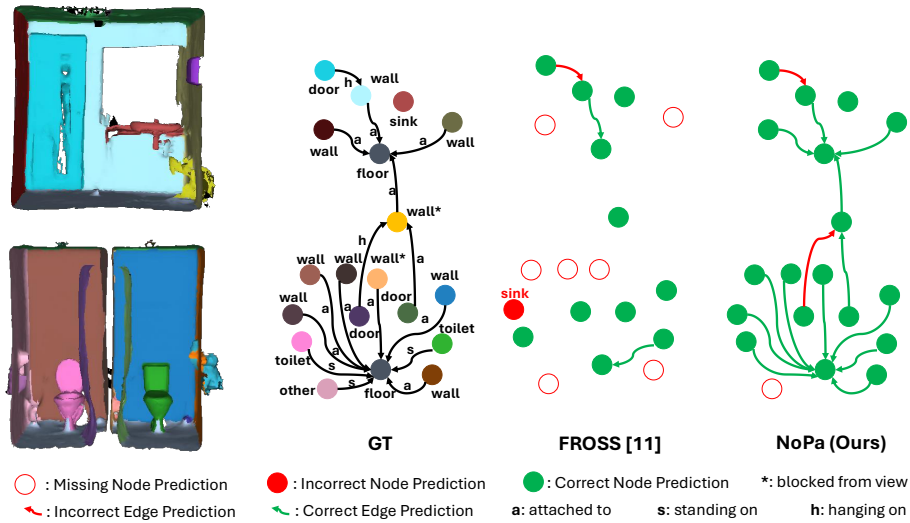 door
h
wall
sink
wall
a
a
a
wall
floor
a
wall*
h
a
wall
wall
wall*
wall
a
a
a
door
wall
door
a
toilet
toilet
a
s
s
s
other
floor
a
wall
sink
GT
FROSS [11]
NoPa (Ours)
: Missing Node Prediction
: Incorrect Node Prediction
: Correct Node Prediction
*: blocked from view
: Incorrect Edge Prediction
: Correct Edge Prediction
a: attached to
s: standing on
h: hanging on